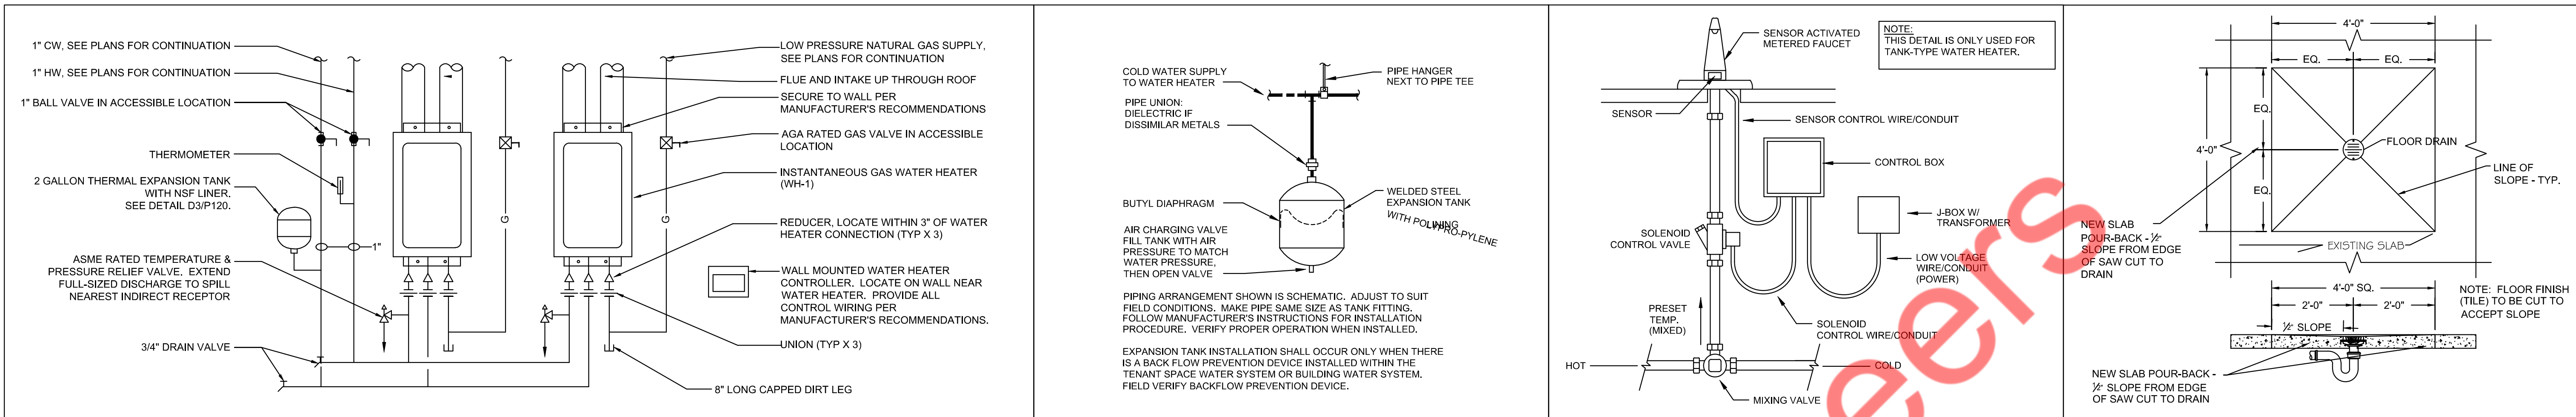 1" CW, SEE PLANS FOR CONTINUATION
1" HW, SEE PLANS FOR CONTINUATION
1" BALL VALVE IN ACCESSIBLE LOCATION
THERMOMETER
2 GALLON THERMAL EXPANSION TANK
WITH NSF LINER.
SEE DETAIL D3/P120.
1"
ASME RATED TEMPERATURE &
PRESSURE RELIEF VALVE. EXTEND
FULL-SIZED DISCHARGE TO SPILL
NEAREST INDIRECT RECEPTOR
3/4" DRAIN VALVE
G
G
LOW PRESSURE NATURAL GAS SUPPLY,
SEE PLANS FOR CONTINUATION
FLUE AND INTAKE UP THROUGH ROOF
SECURE TO WALL PER
MANUFACTURER'S RECOMMENDATIONS
AGA RATED GAS VALVE IN ACCESSIBLE
LOCATION
INSTANTANEOUS GAS WATER HEATER
(WH-1)
REDUCER, LOCATE WITHIN 3" OF WATER
HEATER CONNECTION (TYP X 3)
WALL MOUNTED WATER HEATER
CONTROLLER. LOCATE ON WALL NEAR
WATER HEATER. PROVIDE ALL
CONTROL WIRING PER
MANUFACTURER'S RECOMMENDATIONS.
UNION (TYP X 3)
8" LONG CAPPED DIRT LEG
COLD WATER SUPPLY
TO WATER HEATER
PIPE HANGER
NEXT TO PIPE TEE
PIPE UNION:
DIELECTRIC IF
DISSIMILAR METALS
BUTYL DIAPHRAGM
WELDED STEEL
EXPANSION TANK
WITH POLYPRO-PYLENE
LINING
AIR CHARGING VALVE
FILL TANK WITH AIR
PRESSURE TO MATCH
WATER PRESSURE,
THEN OPEN VALVE
PIPING ARRANGEMENT SHOWN IS SCHEMATIC. ADJUST TO SUIT
FIELD CONDITIONS. MAKE PIPE SAME SIZE AS TANK FITTING.
FOLLOW MANUFACTURER'S INSTRUCTIONS FOR INSTALLATION
PROCEDURE. VERIFY PROPER OPERATION WHEN INSTALLED.
EXPANSION TANK INSTALLATION SHALL OCCUR ONLY WHEN THERE
IS A BACK FLOW PREVENTION DEVICE INSTALLED WITHIN THE
TENANT SPACE WATER SYSTEM OR BUILDING WATER SYSTEM.
FIELD VERIFY BACKFLOW PREVENTION DEVICE.
SENSOR ACTIVATED
METERED FAUCET
NOTE:
THIS DETAIL IS ONLY USED FOR
TANK-TYPE WATER HEATER.
SENSOR
SENSOR CONTROL WIRE/CONDUIT
CONTROL BOX
J-BOX W/
TRANSFORMER
SOLENOID
CONTROL VAVLE
LOW VOLTAGE
WIRE/CONDUIT
(POWER)
PRESET
TEMP.
(MIXED)
SOLENOID
CONTROL WIRE/CONDUIT
HOT
COLD
MIXING VALVE
4'-0"
EQ.
EQ.
EQ.
FLOOR DRAIN
4'-0"
LINE OF
SLOPE - TYP.
EQ.
NEW SLAB
POUR-BACK - ½"
SLOPE FROM EDGE
OF SAW CUT TO
DRAIN
EXISTING SLAB
4'-0" SQ.
2'-0"
2'-0"
NOTE: FLOOR FINISH
(TILE) TO BE CUT TO
ACCEPT SLOPE
½" SLOPE
NEW SLAB POUR-BACK -
½" SLOPE FROM EDGE
OF SAW CUT TO DRAIN
eers